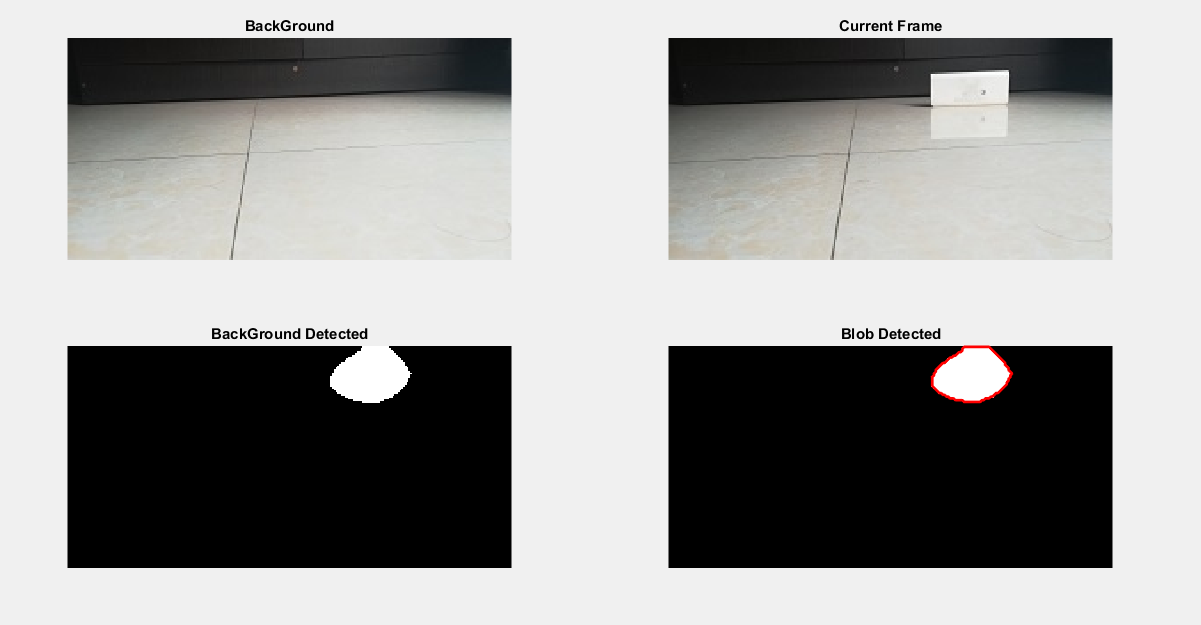 BackGround
Current Frame
BackGround Detected
Blob Detected